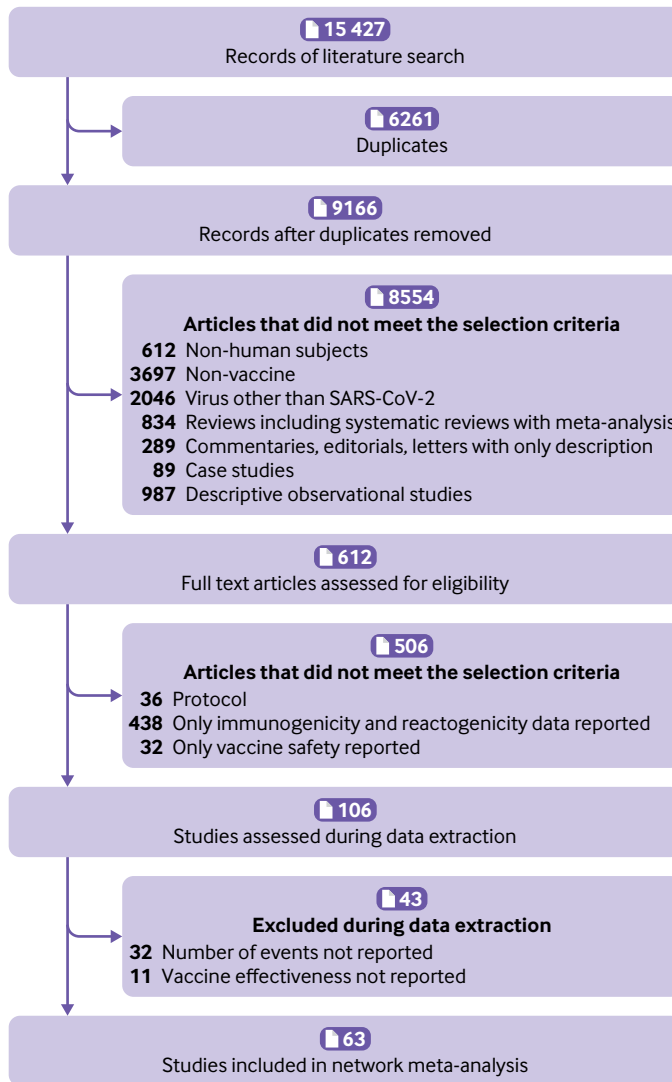 15 427
Records of literature search
6261
Duplicates
9166
Records after duplicates removed
8554
Articles that did not meet the selection criteria
612 Non-human subjects
3697 Non-vaccine
2046 Virus other than SARS-CoV-2
834 Reviews including systematic reviews with meta-analysis
289 Commentaries, editorials, letters with only description
89 Case studies
987 Descriptive observational studies
612
Full text articles assessed for eligibility
506
Articles that did not meet the selection criteria
36 Protocol
438 Only immunogenicity and reactogenicity data reported
32 Only vaccine safety reported
106
Studies assessed during data extraction
43
Excluded during data extraction
32 Number of events not reported
11 Vaccine effectiveness not reported
63
Studies included in network meta-analysis